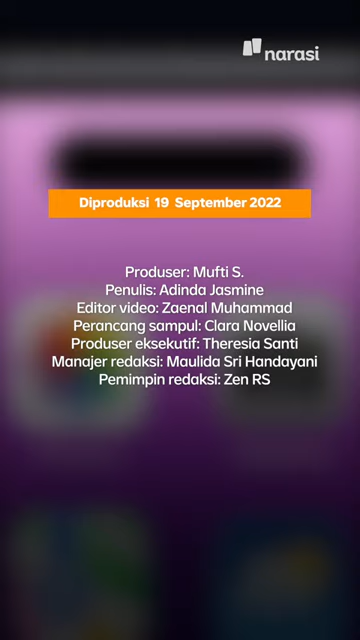 narasi
Diproduksi 19 September 2022
Produser: Mufti S.
Penulis: Adinda Jasmine
Editor video: Zaenal Muhammad
Perancang sampul: Clara Novellia
Produser eksekutif: Theresia Santi
Manajer redaksi: Maulida Sri Handayani
Pemimpin redaksi: Zen RS